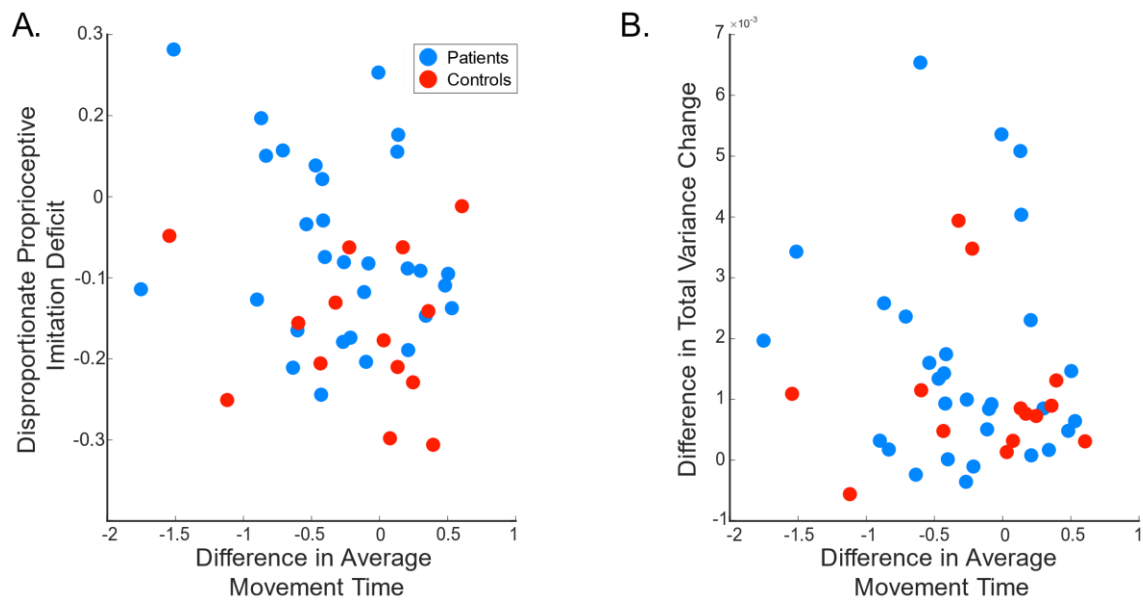 A.
Disproportionate Proprioceptive
Imitation Deficit
0.3
0.2
0
-0.1
-0.2
-0.3
Patients
Controls
-2 -1.5 -1 -0.5 0 0.5 1
Difference in Average
Movement Time
B.
Difference in Total Variance Change
×10⁻³
7
6
5
4
3
2
1
0
-1
-2 -1.5 -1 -0.5 0 0.5 1
Difference in Average
Movement Time